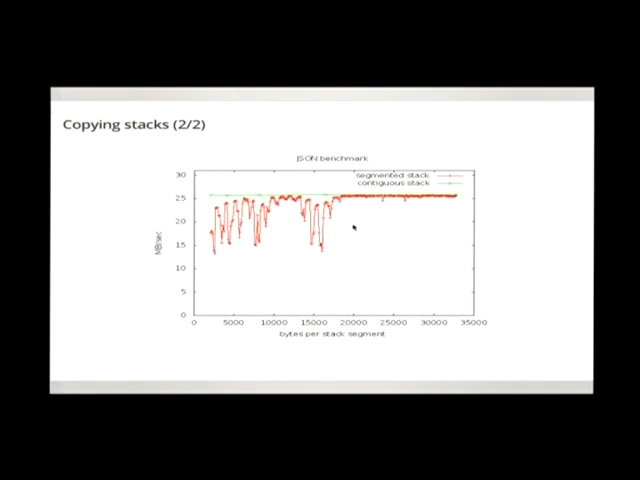 Copying stacks (2/2)
JSON benchmark
segmented stack
contiguous stack
30
25
20
15
10
5
0
MB/sec
0 5000 10000 15000 20000 25000 30000 35000
bytes per stack segment